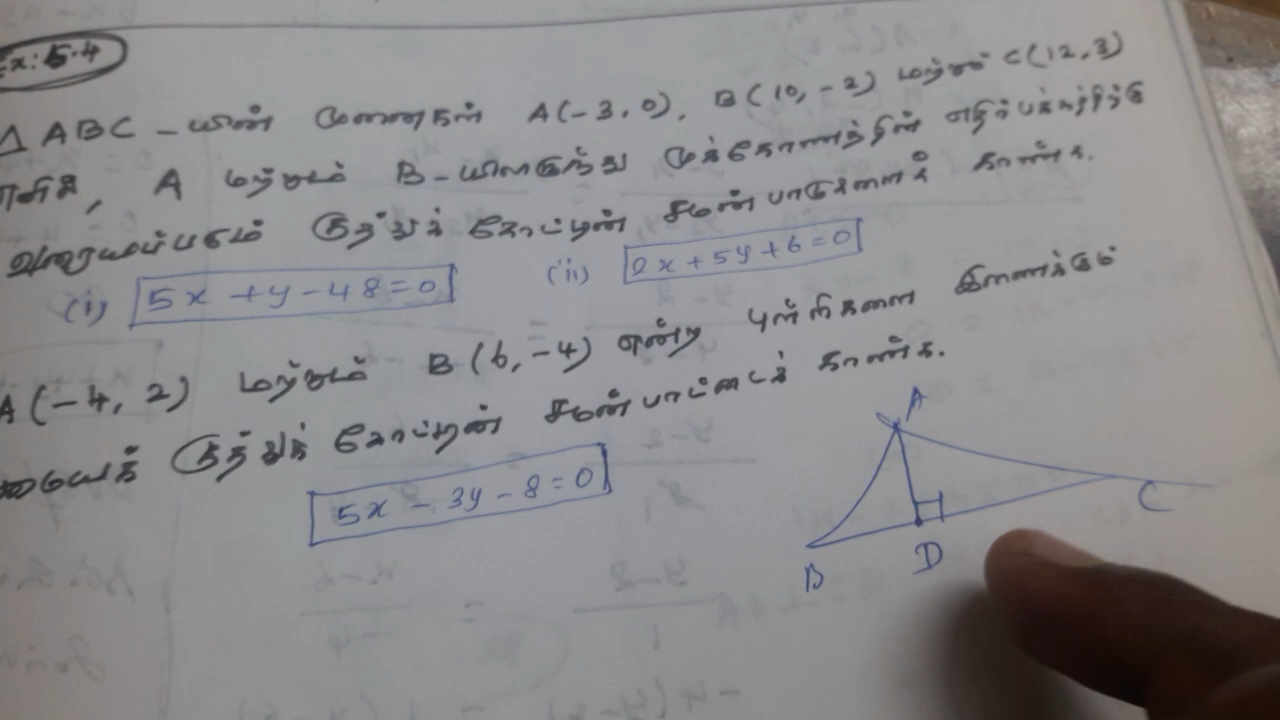 Ex: 5.4
Δ ABC - யின் முனைகள் A(-3, 0), B(10, -2) மற்றும் C(12, 3)
எனில், A மற்றும் B-யிலிருந்து முக்கோணத்தின் எதிர்பக்கத்திற்கு
வரையப்படும் குத்துக் கோட்டின் சமன்பாடுகளைக் காண்க.
(i) 5x + y - 48 = 0 (ii) 2x + 5y + 6 = 0
A(-4, 2) மற்றும் B(6, -4) என்ற புள்ளிகளை இணைக்கும்
மையக் குத்துக் கோட்டின் சமன்பாட்டைக் காண்க.
5x - 3y - 8 = 0
A
B
D
C